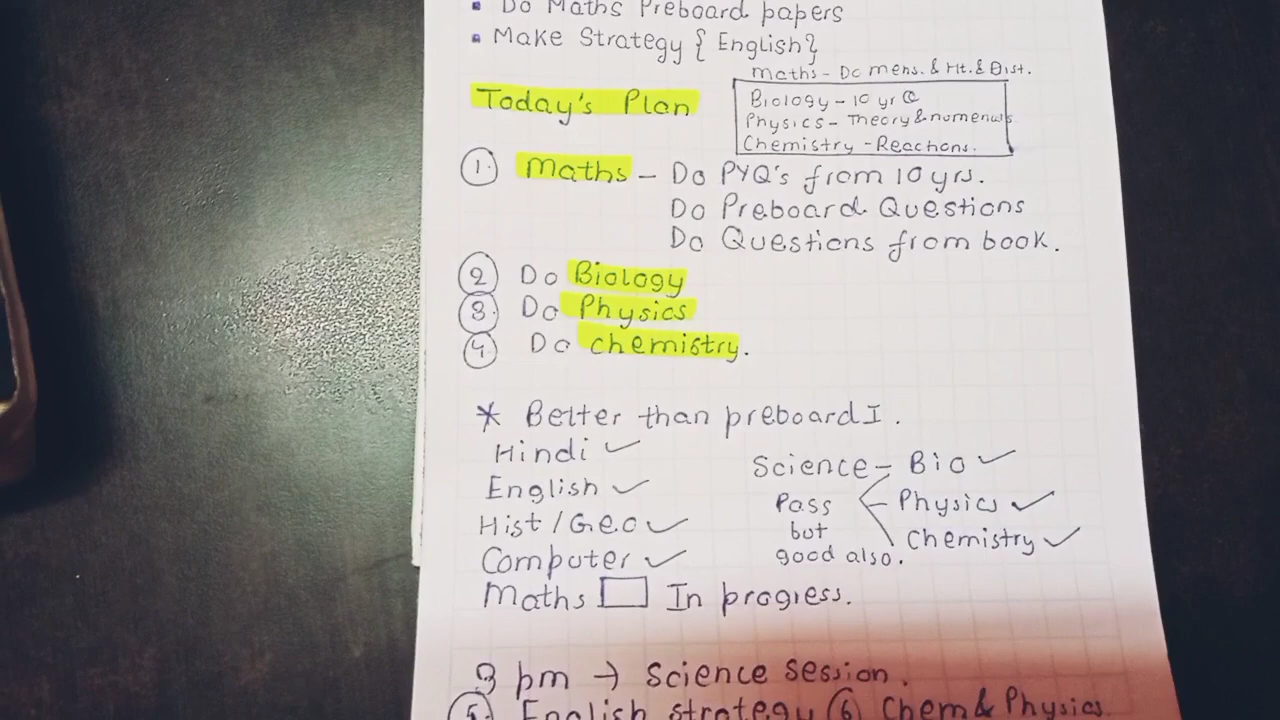 • Do Maths Preboard papers
• Make Strategy { English }
Maths - Do mens. & Ht. & Dist.
Today's Plan
Biology - 10 yr Q
Physics - Theory & numericals
Chemistry - Reactions.
1. Maths - Do PYQ's from 10 yrs.
Do Preboard Questions
Do Questions from book.
2 Do Biology
3. Do Physics
4 Do chemistry.
* Better than preboard I.
Hindi ✓
English ✓
Hist / Geo ✓
Computer ✓
Maths ☐ In progress.
Science - Bio ✓
Pass but good also.
Physics ✓
Chemistry ✓
3 pm → Science session.
5. English strategy 6 Chem & Physics.